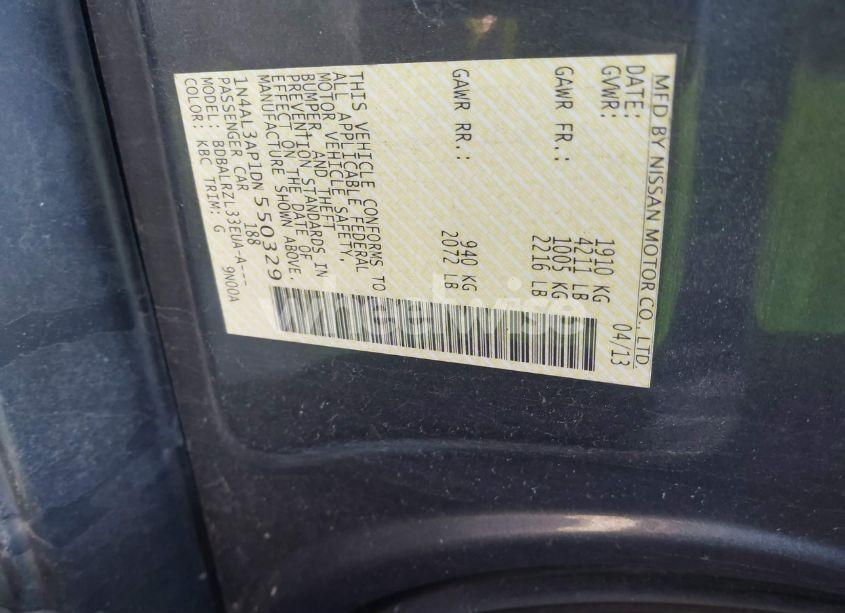 MFD BY NISSAN MOTOR CO., LTD.
DATE: 04/13
GVWR: 1910 KG
4211 LB
GAWR FR.: 1005 KG
2216 LB
GAWR RR.: 940 KG
2072 LB
THIS VEHICLE CONFORMS TO
ALL APPLICABLE FEDERAL
MOTOR VEHICLE SAFETY,
BUMPER, AND THEFT
PREVENTION STANDARDS IN
EFFECT ON THE DATE OF
MANUFACTURE SHOWN ABOVE.
1N4AL3AP1DN 550329
PASSENGER CAR 188
MODEL: BDBALRZL33EUA-A---
COLOR: KBC TRIM: G 9N00A
wheelwise